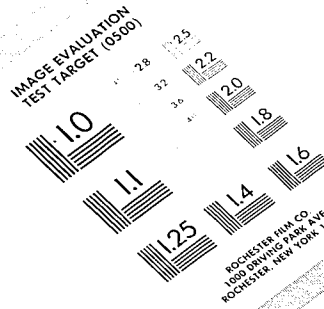 IMAGE EVALUATION
TEST TARGET (0500)
1.0
2.8
2.5
3.2
2.2
3.6
2.0
1.8
1.1
1.25
1.4
1.6
ROCHESTER FILM CO
1000 DRIVING PARK AVE
ROCHESTER, NEW YORK 1